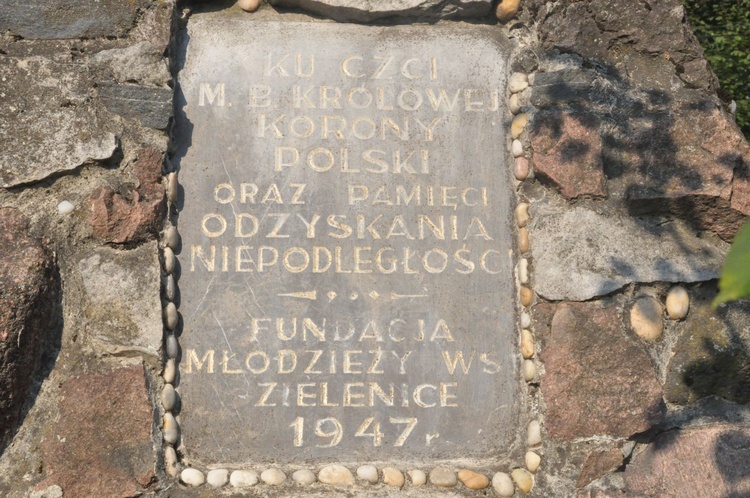 KU CZCI
M. B. KRÓLOWEJ
KORONY
POLSKI
ORAZ PAMIĘCI
ODZYSKANIA
NIEPODLEGŁOŚCI
FUNDACJA
MŁODZIEŻY WSI
ZIELENICE
1947 r